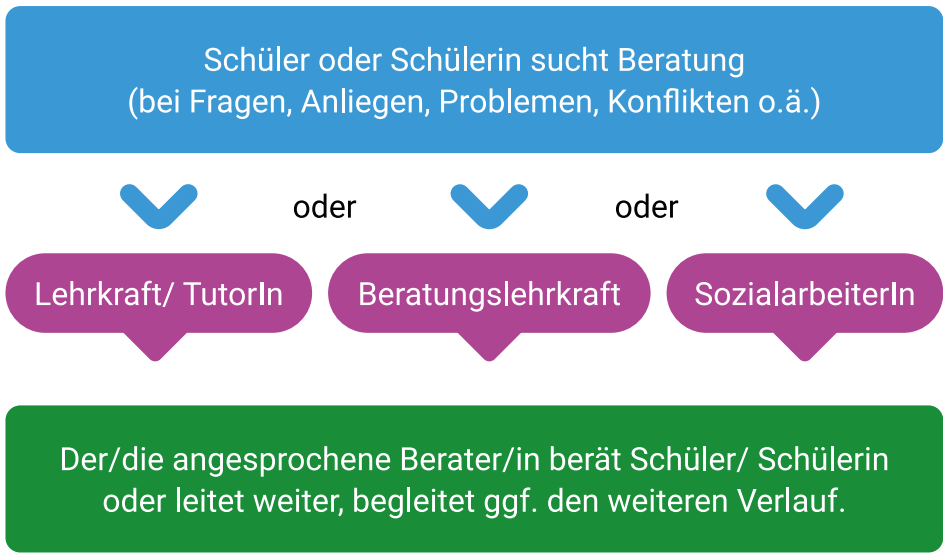 Schüler oder Schülerin sucht Beratung
(bei Fragen, Anliegen, Problemen, Konflikten o.ä.)
oder
oder
Lehrkraft/ TutorIn
Beratungslehrkraft
SozialarbeiterIn
Der/die angesprochene Berater/in berät Schüler/ Schülerin
oder leitet weiter, begleitet ggf. den weiteren Verlauf.